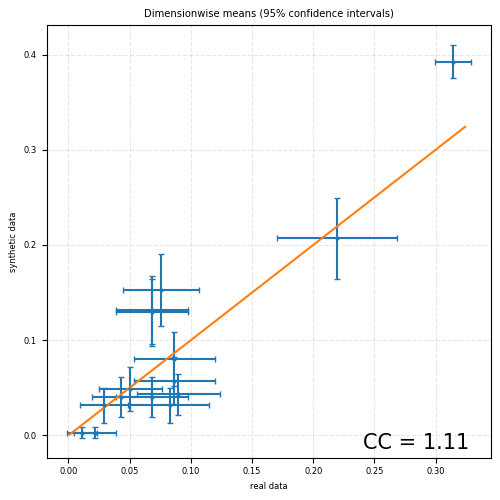 Dimensionwise means (95% confidence intervals)
0.4
0.3
0.2
0.1
0.0
synthetic data
CC = 1.11
0.00 0.05 0.10 0.15 0.20 0.25 0.30
real data